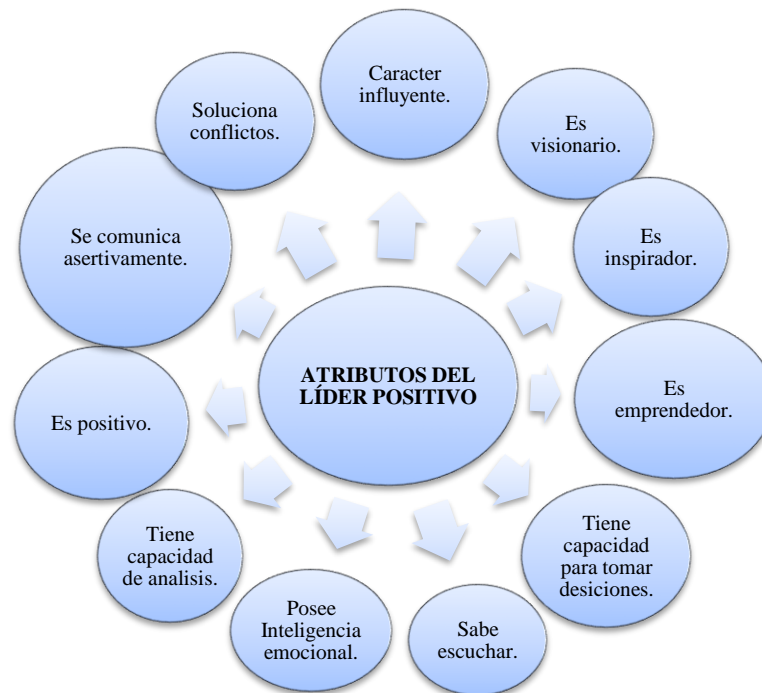 Caracter
influyente.
Es
visionario.
Es
inspirador.
Es
emprendedor.
Tiene
capacidad
para tomar
desiciones.
Sabe
escuchar.
Posee
Inteligencia
emocional.
Tiene
capacidad
de analisis.
Es positivo.
Se comunica
asertivamente.
Soluciona
conflictos.
ATRIBUTOS DEL
LÍDER POSITIVO